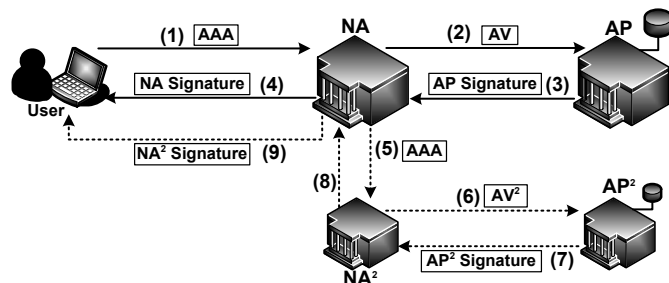 NA
AP
(1) AAA
(2) AV
NA Signature (4)
AP Signature (3)
User
NA² Signature (9)
(5) AAA
(8)
(6) AV²
AP²
AP² Signature (7)
NA²